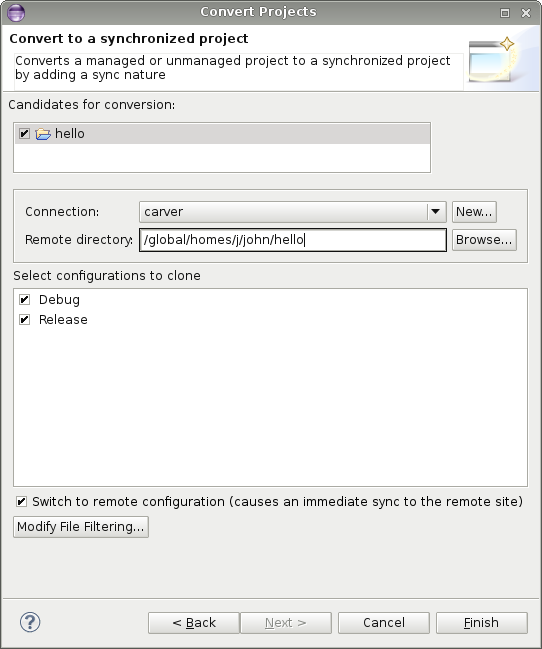 Convert Projects
Convert to a synchronized project
Converts a managed or unmanaged project to a synchronized project
by adding a sync nature
Candidates for conversion:
hello
Connection: carver New...
Remote directory: /global/homes/j/john/hello Browse...
Select configurations to clone
Debug
Release
Switch to remote configuration (causes an immediate sync to the remote site)
Modify File Filtering...
? < Back Next > Cancel Finish